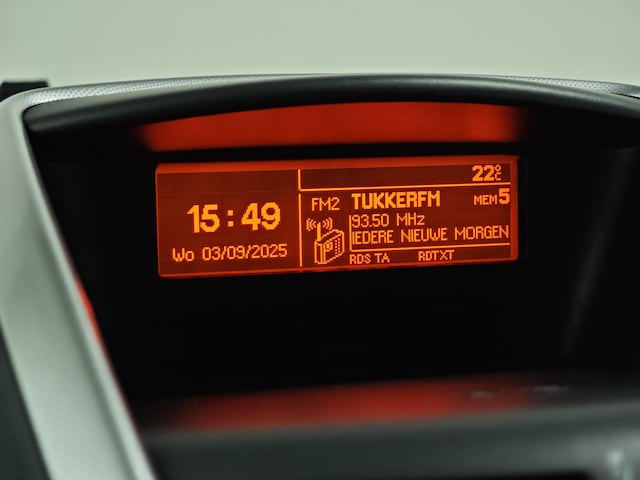 22°C
15:49
Wo 03/09/2025
FM2 TUKKERFM MEM5
93.50 MHz
IEDERE NIEUWE MORGEN
RDS TA RDTXT